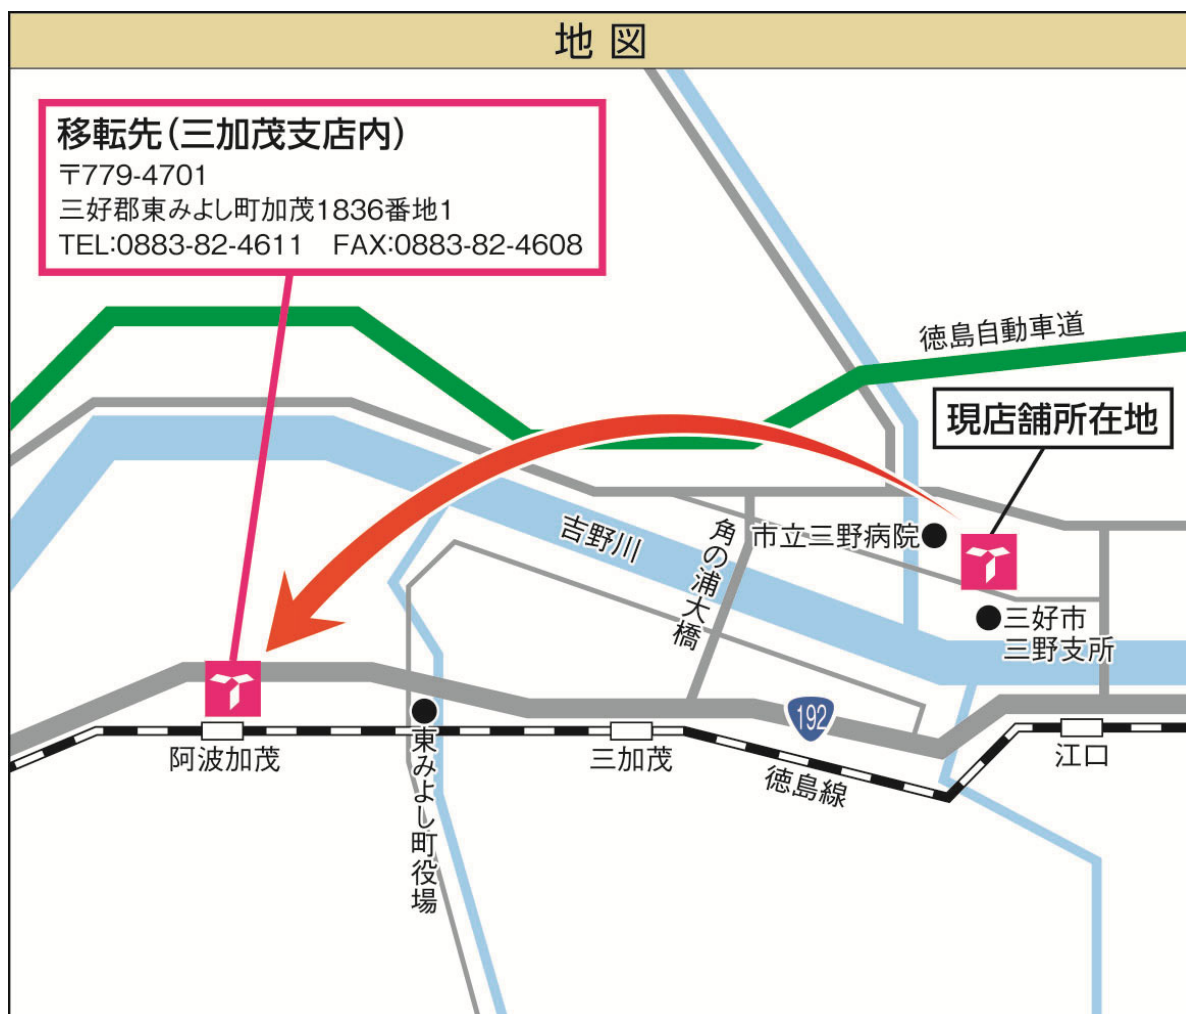 地図
移転先(三加茂支店内)
〒779-4701
三好郡東みよし町加茂1836番地1
TEL:0883-82-4611　FAX:0883-82-4608
徳島自動車道
現店舗所在地
市立三野病院
吉野川
角の浦大橋
三好市
三野支所
192
阿波加茂
三加茂
江口
徳島線
東みよし町役場